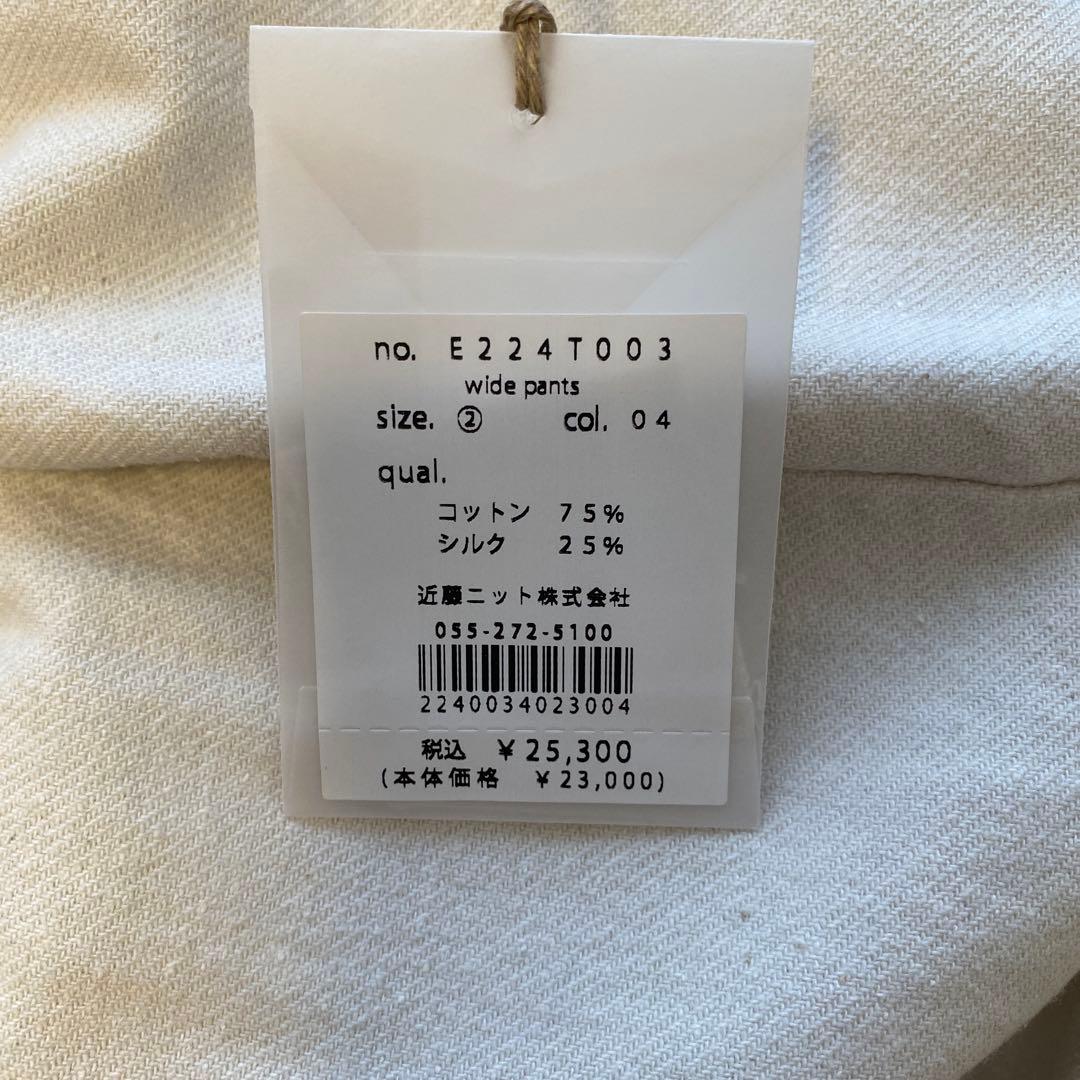 no. E224T003
wide pants
size. ② col. 04
qual.
コットン 75%
シルク 25%
近藤ニット株式会社
055-272-5100
2240034023004
税込 ¥25,300
(本体価格 ¥23,000)